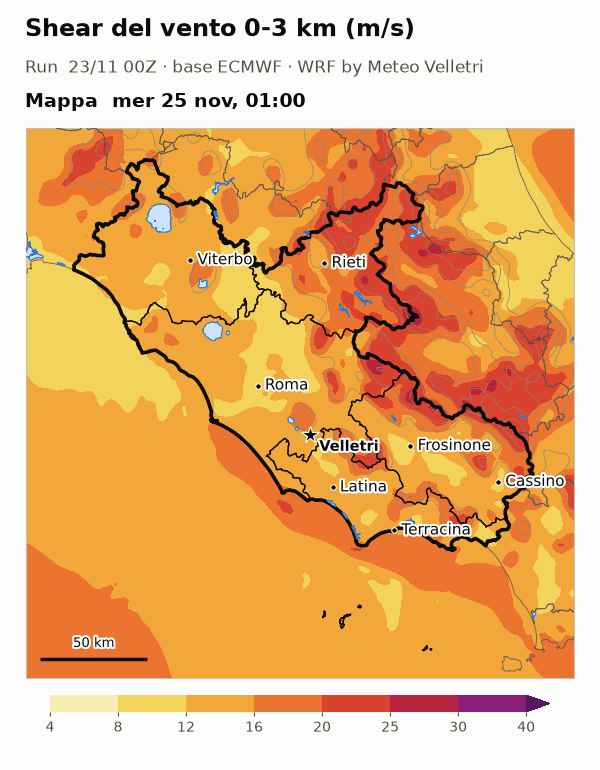 Shear del vento 0-3 km (m/s)
Run  23/11 00Z · base ECMWF · WRF by Meteo Velletri
Mappa  mer 25 nov, 01:00
Viterbo
Rieti
Roma
Velletri
Frosinone
Cassino
Latina
Terracina
50 km
4 8 12 16 20 25 30 40